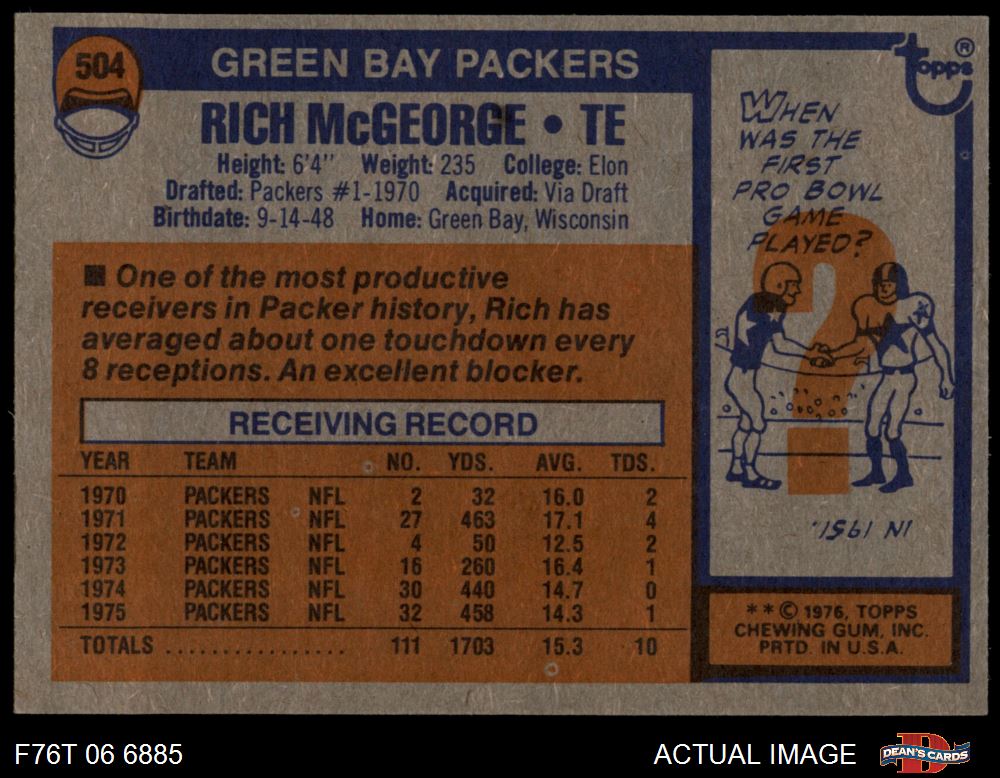 504
GREEN BAY PACKERS
RICH McGEORGE • TE
Height: 6'4" Weight: 235 College: Elon
Drafted: Packers #1-1970 Acquired: Via Draft
Birthdate: 9-14-48 Home: Green Bay, Wisconsin
■ One of the most productive
receivers in Packer history, Rich has
averaged about one touchdown every
8 receptions. An excellent blocker.
RECEIVING RECORD
YEAR TEAM NO. YDS. AVG. TDS.
1970 PACKERS NFL 2 32 16.0 2
1971 PACKERS NFL 27 463 17.1 4
1972 PACKERS NFL 4 50 12.5 2
1973 PACKERS NFL 16 260 16.4 1
1974 PACKERS NFL 30 440 14.7 0
1975 PACKERS NFL 32 458 14.3 1
TOTALS ................ 111 1703 15.3 10
topps ®
WHEN
WAS THE
FIRST
PRO BOWL
GAME
PLAYED?
?
IN 1951.
* * © 1976, TOPPS
CHEWING GUM, INC.
PRTD. IN U.S.A.
F76T 06 6885
ACTUAL IMAGE
D
DEAN'S CARDS